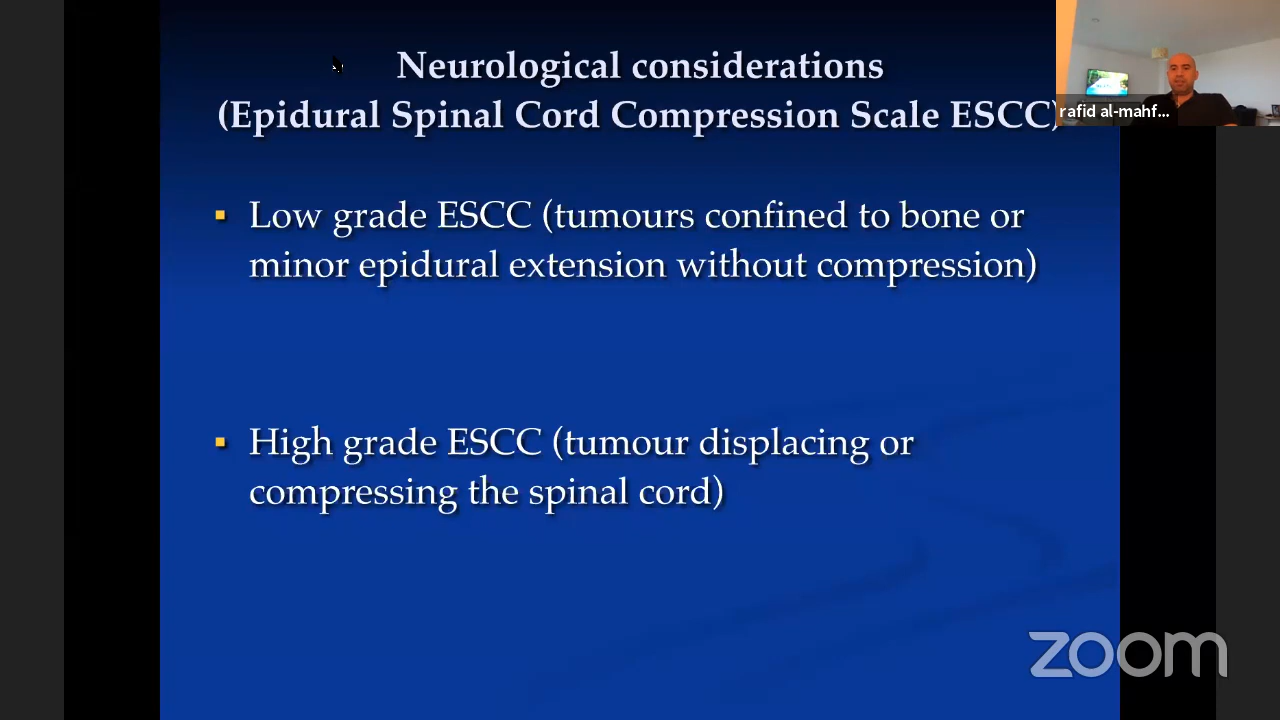 Neurological considerations
(Epidural Spinal Cord Compression Scale ESCC)
rafid al-mahf...
Low grade ESCC (tumours confined to bone or
minor epidural extension without compression)
High grade ESCC (tumour displacing or
compressing the spinal cord)
zoom